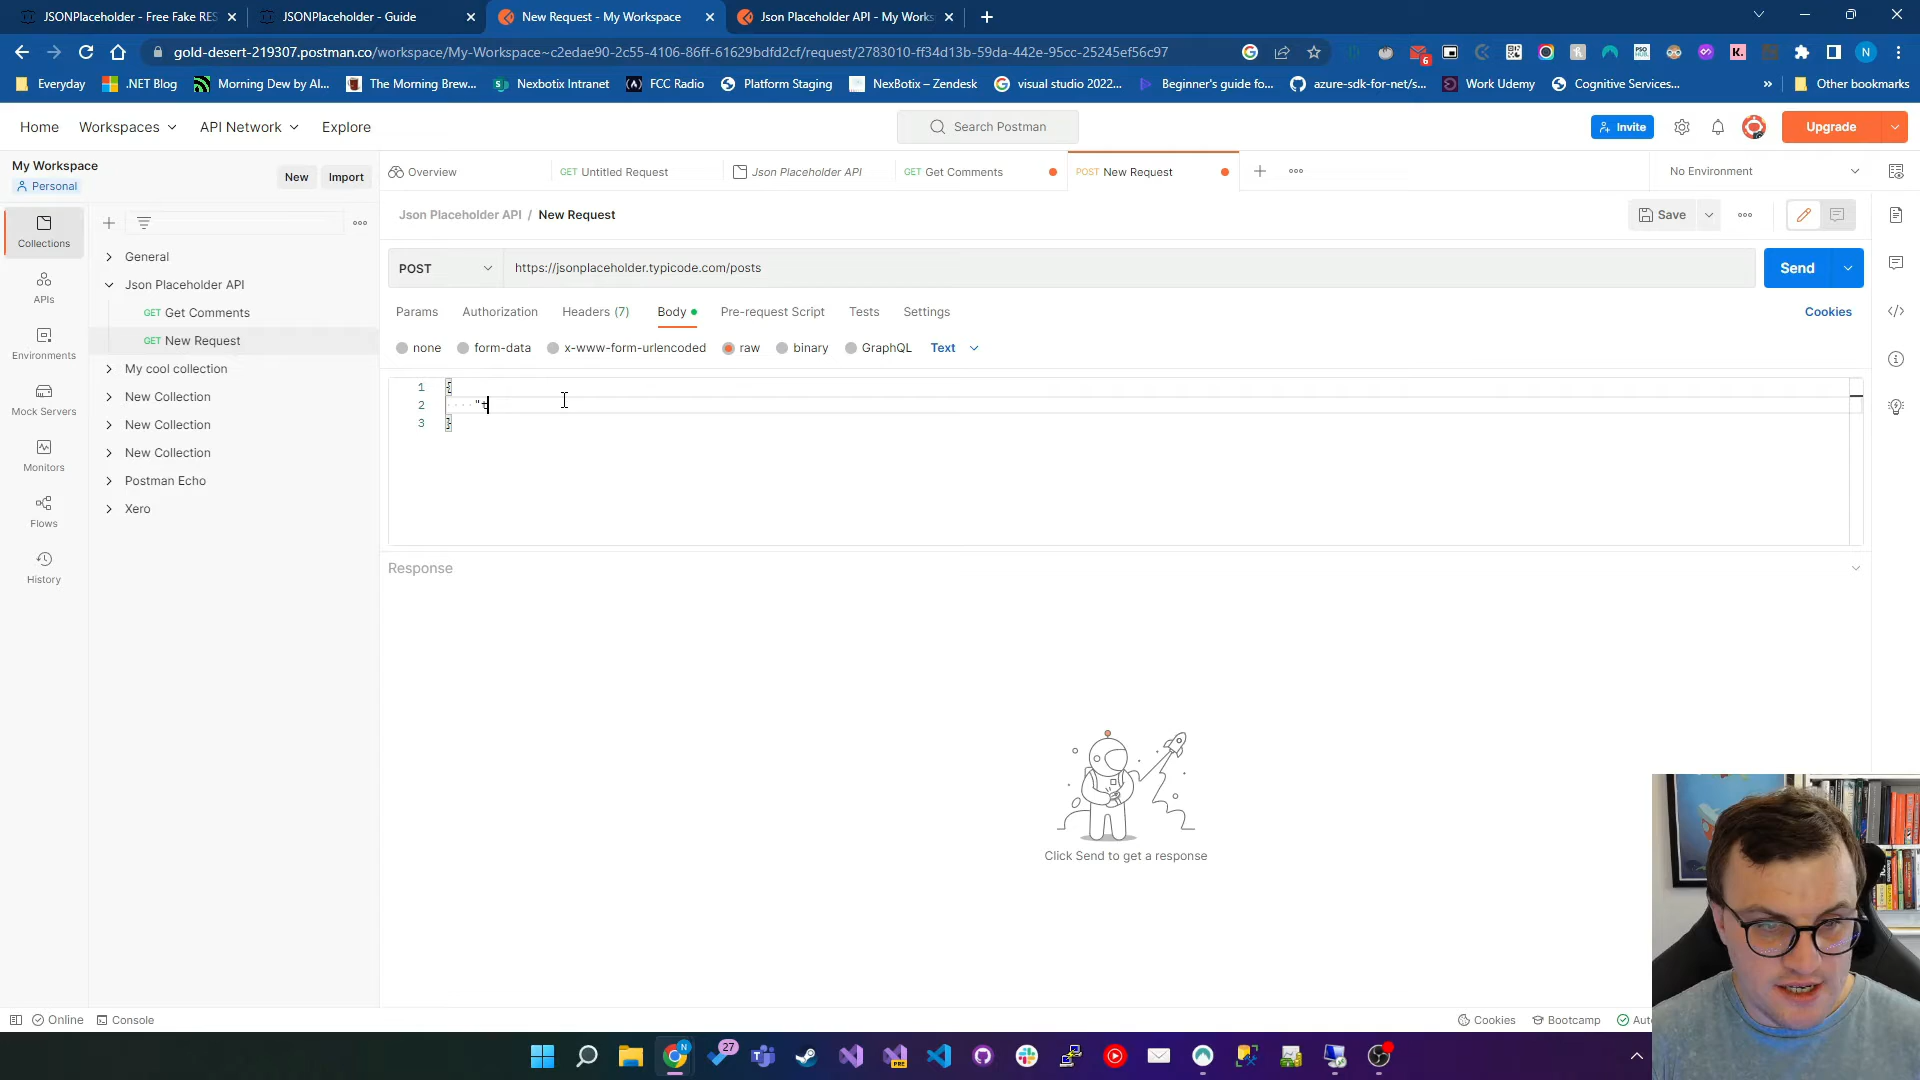 JSONPlaceholder - Free Fake RES
JSONPlaceholder - Guide
New Request - My Workspace
Json Placeholder API - My Works
gold-desert-219307.postman.co/workspace/My-Workspace~c2edae90-2c55-4106-86ff-61629bdfd2cf/request/2783010-ff34d13b-59da-442e-95cc-25245ef56c97
6
N
Everyday
.NET Blog
Morning Dew by Al...
The Morning Brew...
Nexbotix Intranet
FCC Radio
Platform Staging
NexBotix – Zendesk
visual studio 2022...
Beginner's guide fo...
azure-sdk-for-net/s...
Work Udemy
Cognitive Services...
»
Other bookmarks
Home
Workspaces
API Network
Explore
Search Postman
Invite
Upgrade
My Workspace
Personal
New
Import
Overview
GET Untitled Request
Json Placeholder API
GET Get Comments
POST New Request
No Environment
Json Placeholder API / New Request
Save
Collections
APIs
Environments
Mock Servers
Monitors
Flows
History
General
Json Placeholder API
GET Get Comments
GET New Request
My cool collection
New Collection
New Collection
New Collection
Postman Echo
Xero
POST
https://jsonplaceholder.typicode.com/posts
Send
Params
Authorization
Headers (7)
Body
Pre-request Script
Tests
Settings
Cookies
none
form-data
x-www-form-urlencoded
raw
binary
GraphQL
Text
1 {
2 "t
3 }
Response
Click Send to get a response
Online
Console
Cookies
Bootcamp
Aut
27
N
PRE